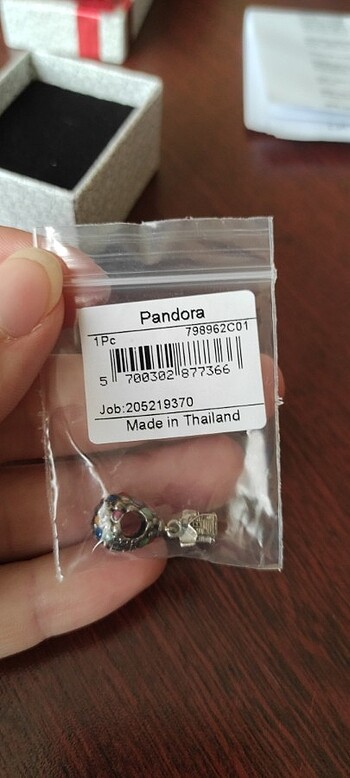 Pandora
1Pc 798962C01
5 700302 877366
Job:205219370
Made in Thailand